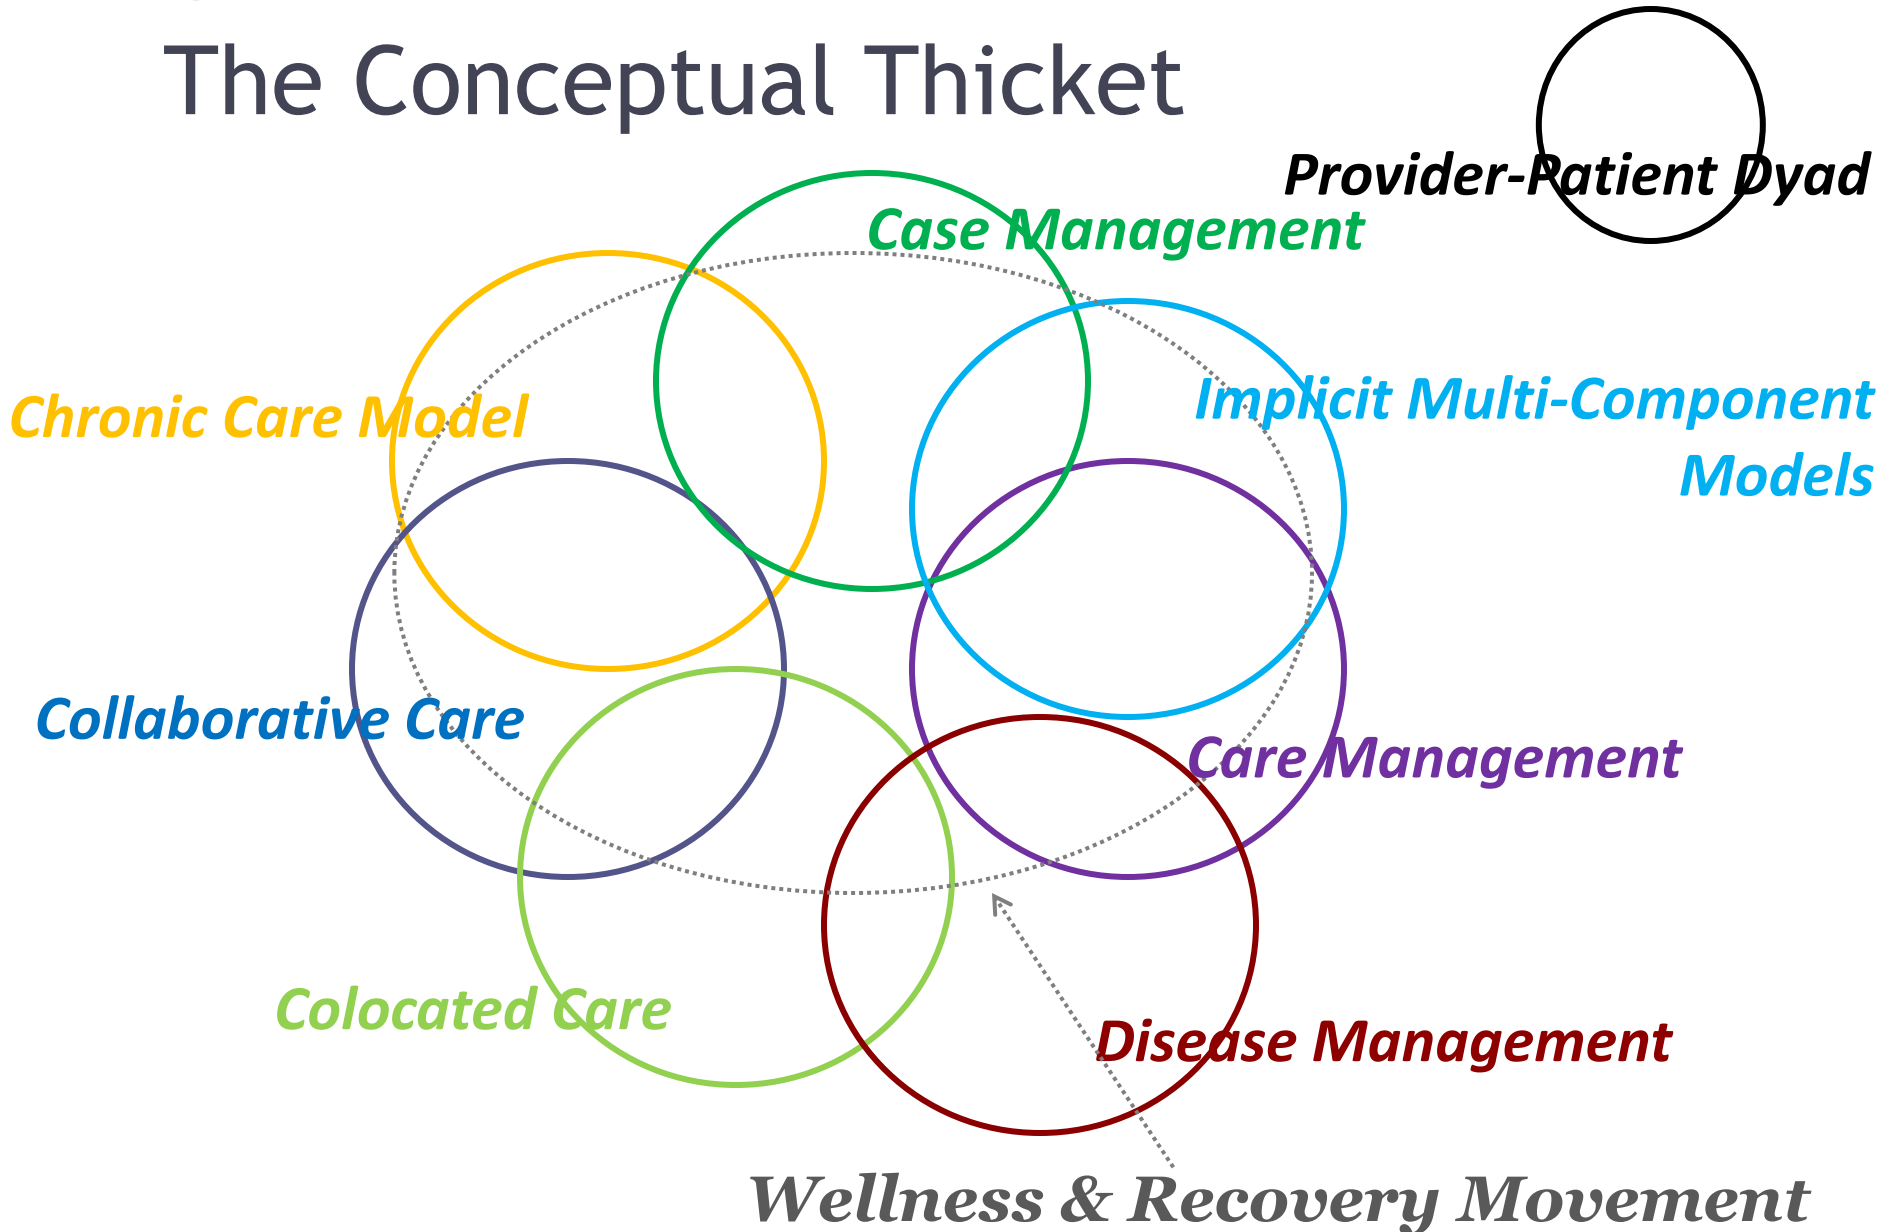 The Conceptual Thicket
Provider-Patient Dyad
Case Management
Implicit Multi-Component
Models
Chronic Care Model
Collaborative Care
Care Management
Colocated Care
Disease Management
Wellness & Recovery Movement